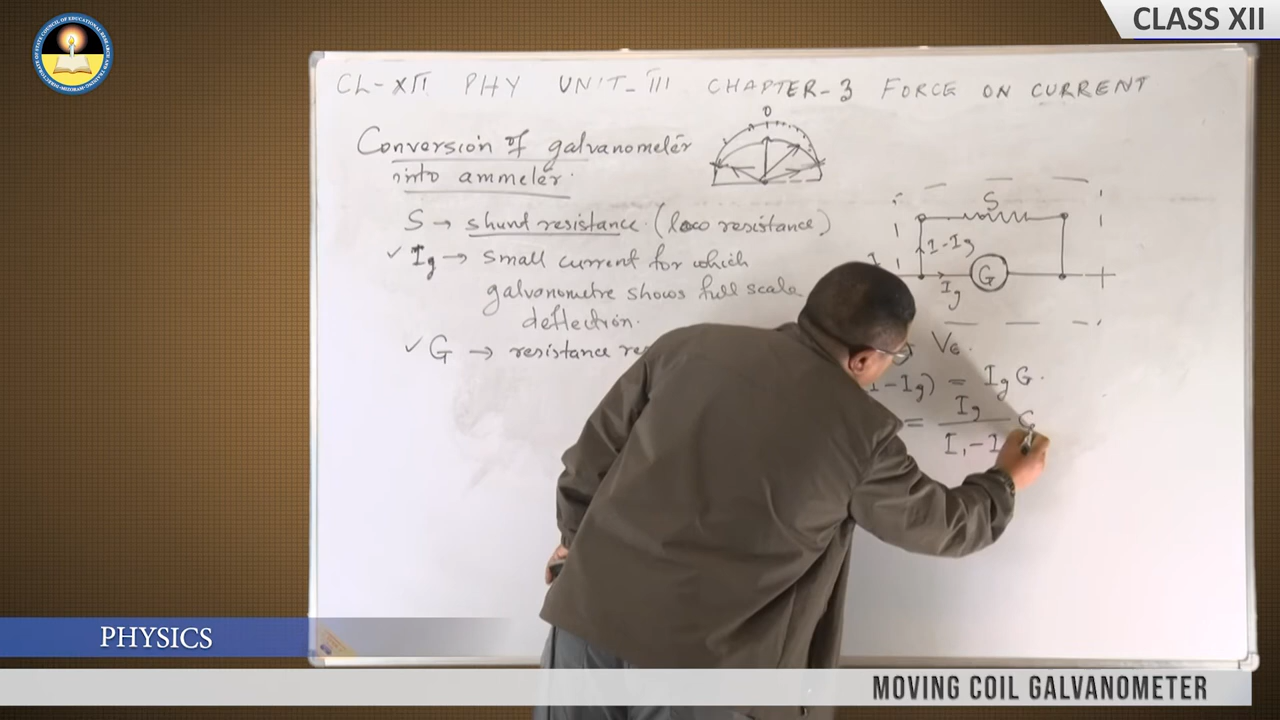 CLASS XII
CL-XII PHY UNIT-III CHAPTER-3 FORCE ON CURRENT
Conversion of galvanometer
into ammeter.
0
S → shunt resistance. (low resistance)
✓ Ig → Small current for which
galvanometre shows full scale
deflection.
✓ G → resistance
S
I-Ig
I
G
Ig
VG.
I-Ig) = IgG.
= Ig
I,-I
G
PHYSICS
MOVING COIL GALVANOMETER